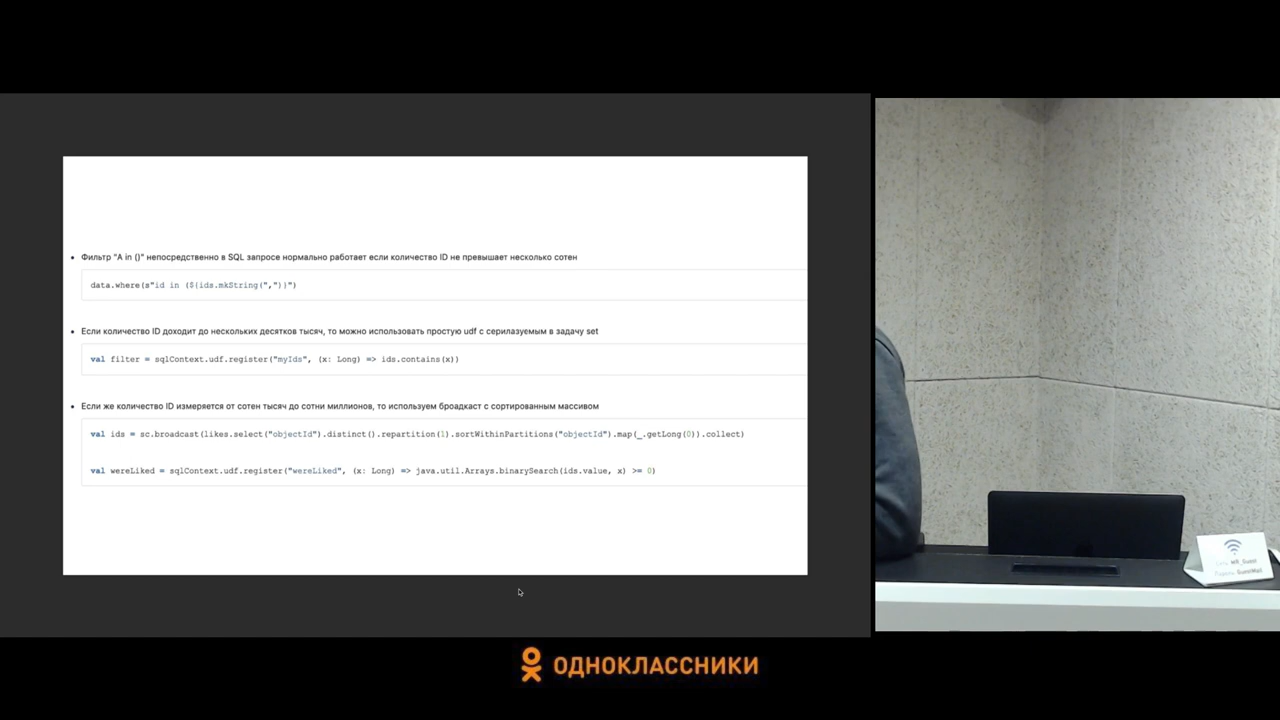 Фильтр "A in ()" непосредственно в SQL запросе нормально работает если количество ID не превышает несколько сотен
data.where(s"id in (${ids.mkString(",")})")
Если количество ID доходит до нескольких десятков тысяч, то можно использовать простую udf с серилазуемым в задачу set
val filter = sqlContext.udf.register("myIds", (x: Long) => ids.contains(x))
Если же количество ID измеряется от сотен тысяч до сотни миллионов, то используем броадкаст с сортированным массивом
val ids = sc.broadcast(likes.select("objectId").distinct().repartition(1).sortWithinPartitions("objectId").map(_.getLong(0)).collect)
val wereLiked = sqlContext.udf.register("wereLiked", (x: Long) => java.util.Arrays.binarySearch(ids.value, x) >= 0)
ОДНОКЛАССНИКИ